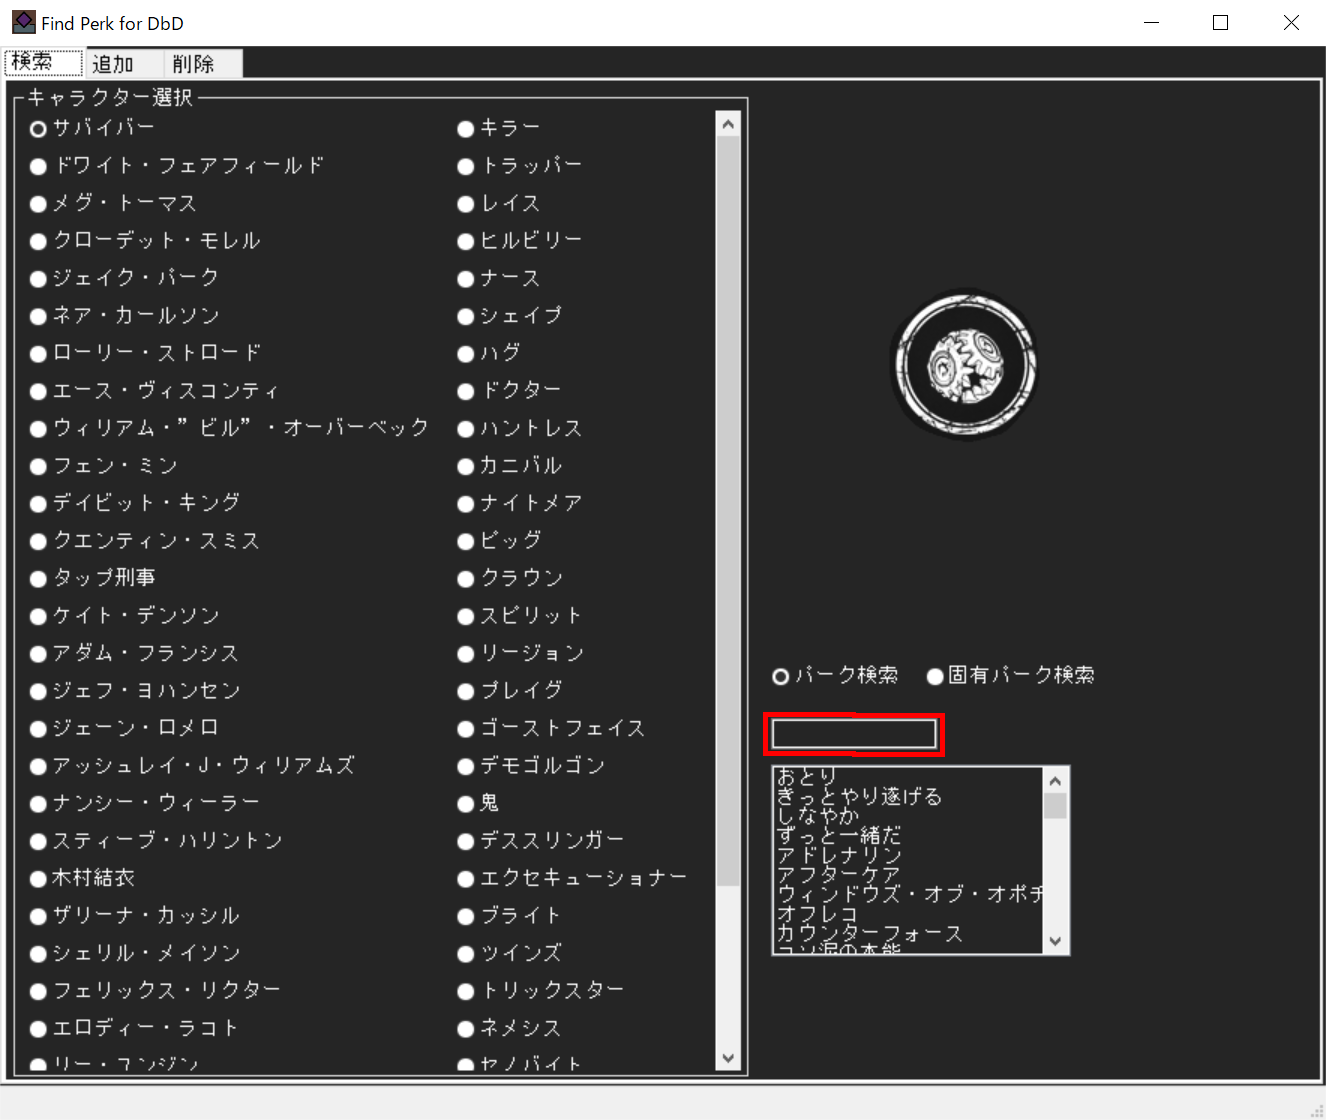 Find Perk for DbD
検索 追加 削除
キャラクター選択
サバイバー
ドワイト・フェアフィールド
メグ・トーマス
クローデット・モレル
ジェイク・パーク
ネア・カールソン
ローリー・ストロード
エース・ヴィスコンティ
ウィリアム・”ビル”・オーバーベック
フェン・ミン
デイビット・キング
クエンティン・スミス
タップ刑事
ケイト・デンソン
アダム・フランシス
ジェフ・ヨハンセン
ジェーン・ロメロ
アッシュレイ・J・ウィリアムズ
ナンシー・ウィーラー
スティーブ・ハリントン
木村結衣
ザリーナ・カッシル
シェリル・メイソン
フェリックス・リクター
エロディー・ラコト
リー・ユンジン
キラー
トラッパー
レイス
ヒルビリー
ナース
シェイプ
ハグ
ドクター
ハントレス
カニバル
ナイトメア
ピッグ
クラウン
スピリット
リージョン
プレイグ
ゴーストフェイス
デモゴルゴン
鬼
デススリンガー
エクセキューショナー
ブライト
ツインズ
トリックスター
ネメシス
セノバイト
パーク検索 固有パーク検索
おとり
きっとやり遂げる
しなやか
ずっと一緒だ
アドレナリン
アフターケア
ウィンドウズ・オブ・オポチ
オフレコ
カウンターフォース
コソ泥の本能